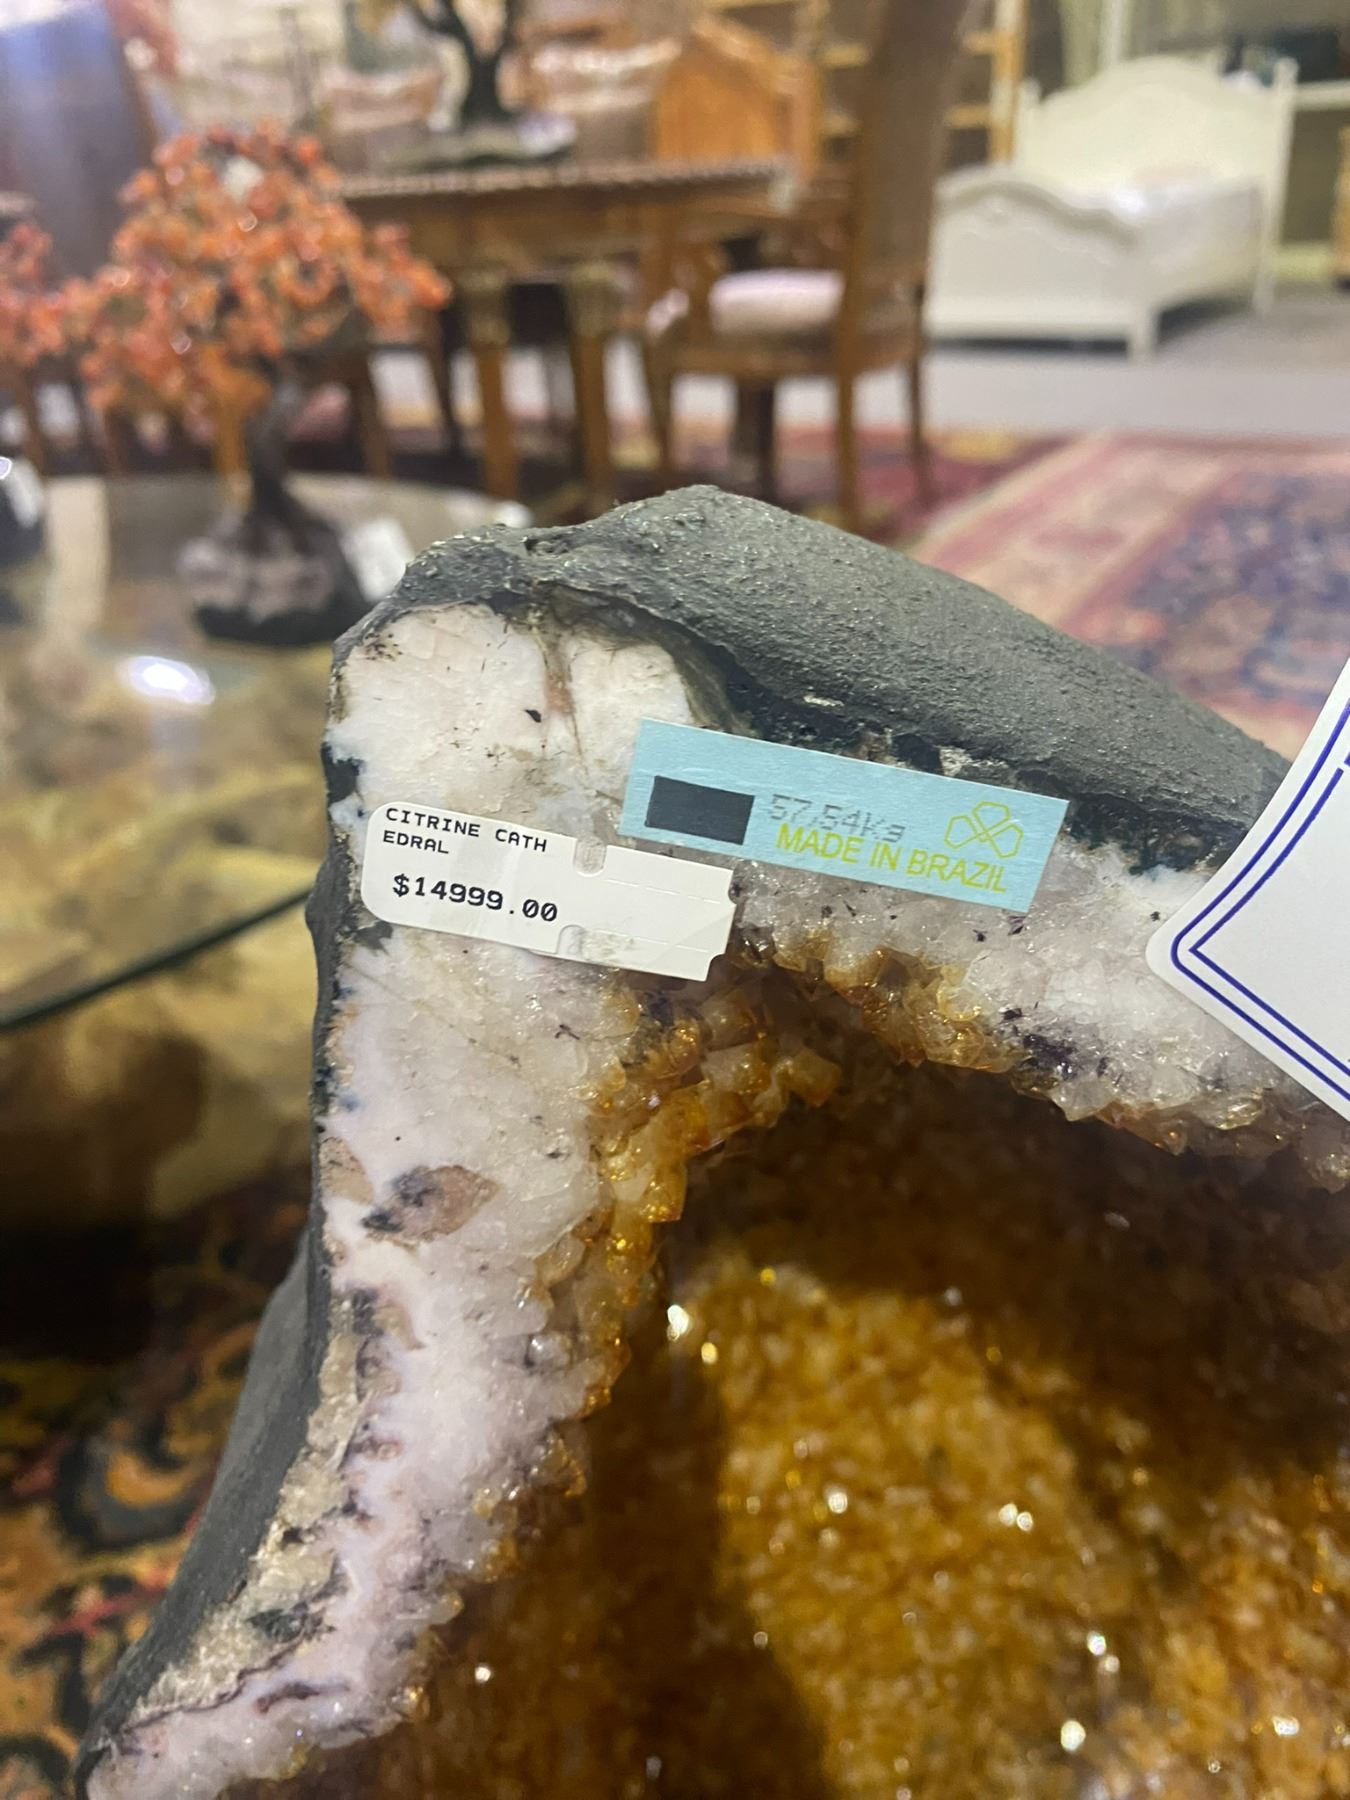 CITRINE CATH
EDRAL
$14999.00
57,54Kg
MADE IN BRAZIL